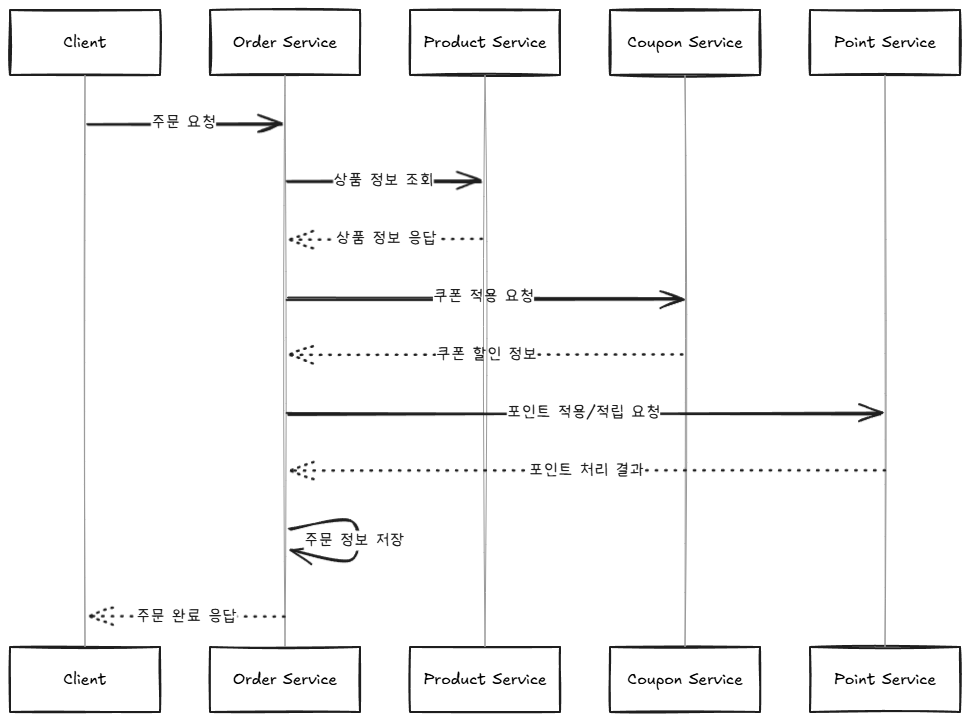 Client
Order Service
Product Service
Coupon Service
Point Service
주문 요청
상품 정보 조회
상품 정보 응답
쿠폰 적용 요청
쿠폰 할인 정보
포인트 적용/적립 요청
포인트 처리 결과
주문 정보 저장
주문 완료 응답
Client
Order Service
Product Service
Coupon Service
Point Service